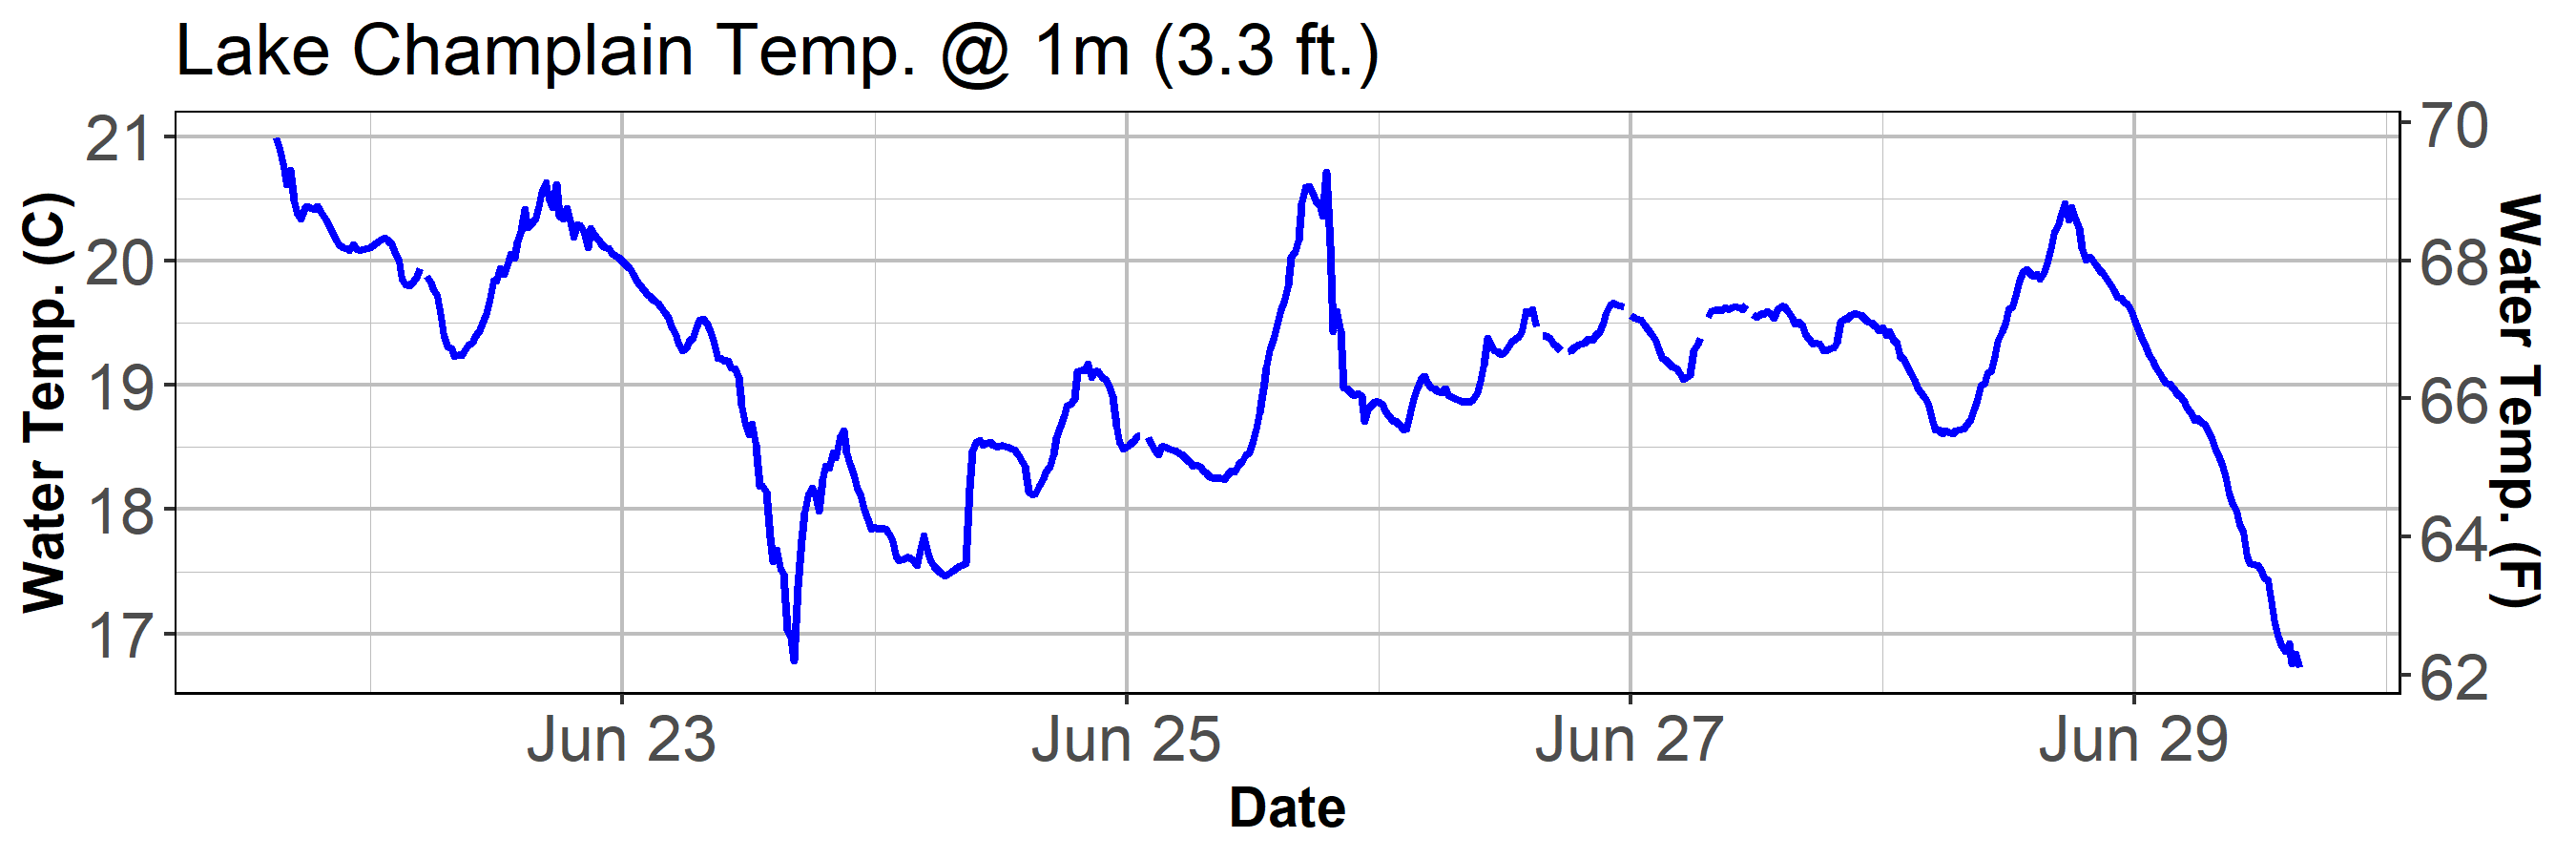 Lake Champlain Temp. @ 1m (3.3 ft.)
Water Temp. (C)
21
20
19
18
17
70
68
66
64
62
Water Temp. (F)
Jun 23
Jun 25
Jun 27
Jun 29
Date